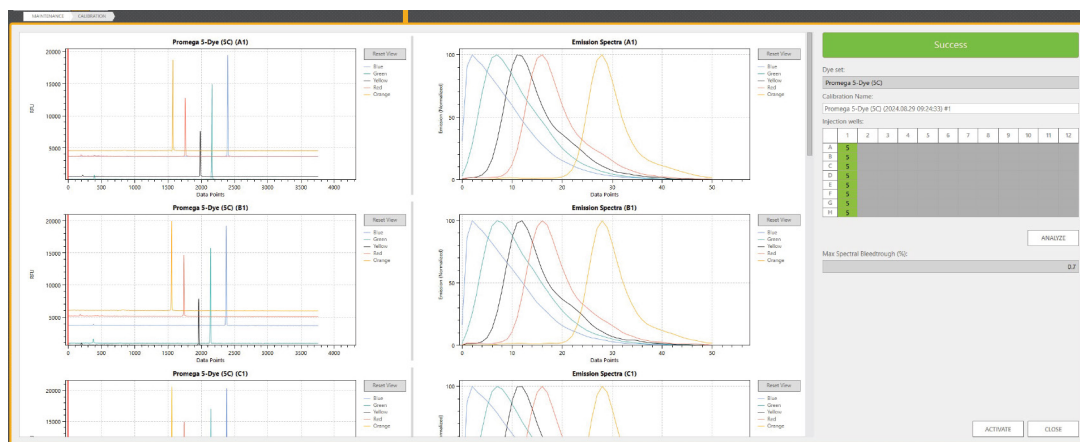 MAINTENANCE CALIBRATION
Promega 5-Dye (5C) (A1)
RFU
20000
15000
10000
5000
0
0 500 1000 1500 2000 2500 3000 3500 4000
Data Points
Reset View
Blue
Green
Yellow
Red
Orange
Emission Spectra (A1)
Emission (Normalized)
100
50
0
0 10 20 30 40 50 60
Data Points
Reset View
Blue
Green
Yellow
Red
Orange
Promega 5-Dye (5C) (B1)
RFU
20000
15000
10000
5000
0 500 1000 1500 2000 2500 3000 3500 4000
Data Points
Reset View
Blue
Green
Yellow
Red
Orange
Emission Spectra (B1)
Emission (Normalized)
100
50
0
0 10 20 30 40 50 60
Data Points
Reset View
Blue
Green
Yellow
Red
Orange
Promega 5-Dye (5C) (C1)
20000
15000
Reset View
Blue
Green
Yellow
Red
Orange
Emission Spectra (C1)
100
Reset View
Blue
Green
Yellow
Red
Orange
Success
Dye set:
Promega 5-Dye (5C)
Calibration Name:
Promega 5-Dye (5C) (2024.08.29 09:24:33) #1
Injection wells:
1 2 3 4 5 6 7 8 9 10 11 12
A S
B S
C S
D S
E S
F S
G S
H S
ANALYZE
Max Spectral Bleedtrough (%):
0.7
ACTIVATE CLOSE